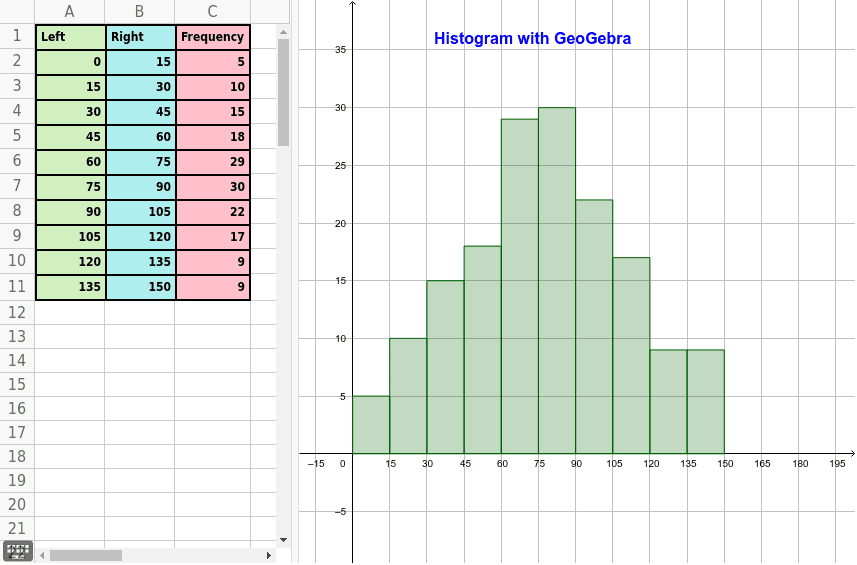 A B C
1 Left Right Frequency
2 0 15 5
3 15 30 10
4 30 45 15
5 45 60 18
6 60 75 29
7 75 90 30
8 90 105 22
9 105 120 17
10 120 135 9
11 135 150 9
12
13
14
15
16
17
18
19
20
21
22
Histogram with GeoGebra
35
30
25
20
15
10
5
–15 0 15 30 45 60 75 90 105 120 135 150 165 180 195
–5